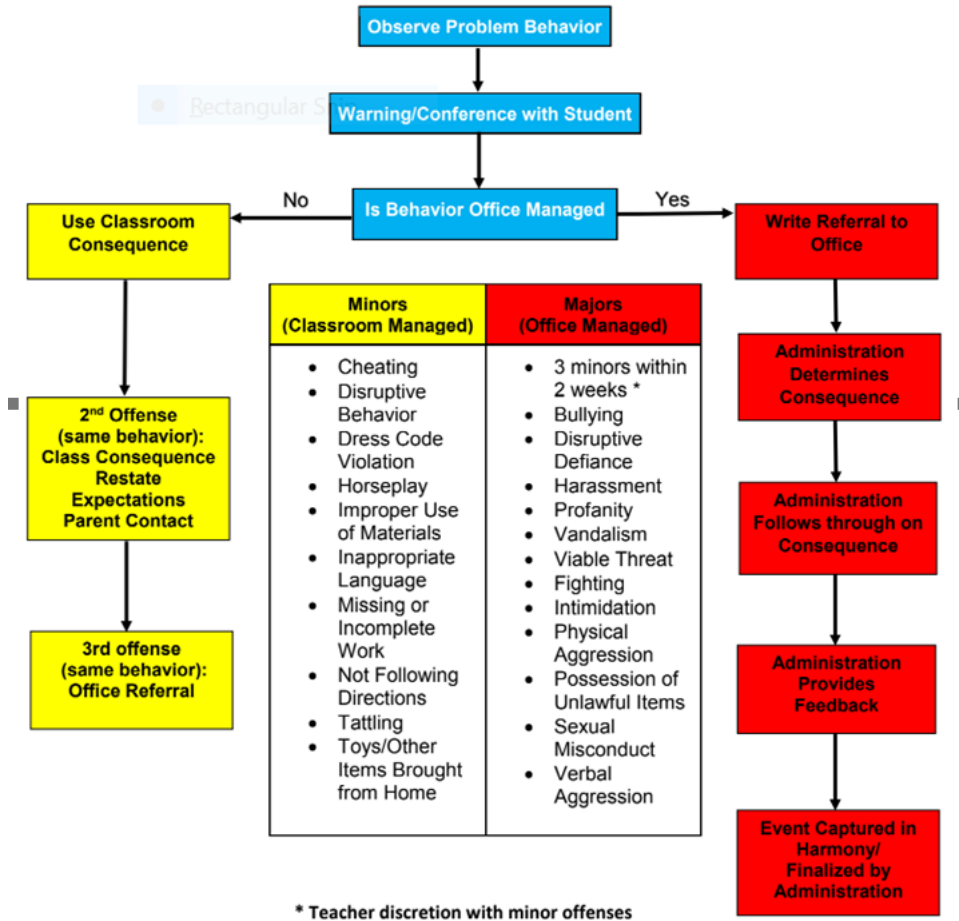 Observe Problem Behavior
Rectangular
Warning/Conference with Student
Is Behavior Office Managed
No
Yes
Use Classroom
Consequence
2nd Offense
(same behavior):
Class Consequence
Restate
Expectations
Parent Contact
3rd offense
(same behavior):
Office Referral
Minors
(Classroom Managed)
• Cheating
• Disruptive
Behavior
• Dress Code
Violation
• Horseplay
• Improper Use
of Materials
• Inappropriate
Language
• Missing or
Incomplete
Work
• Not Following
Directions
• Tattling
• Toys/Other
Items Brought
from Home
Majors
(Office Managed)
• 3 minors within
2 weeks *
• Bullying
• Disruptive
Defiance
• Harassment
• Profanity
• Vandalism
• Viable Threat
• Fighting
• Intimidation
• Physical
Aggression
• Possession of
Unlawful Items
• Sexual
Misconduct
• Verbal
Aggression
Write Referral to
Office
Administration
Determines
Consequence
Administration
Follows through on
Consequence
Administration
Provides
Feedback
Event Captured in
Harmony/
Finalized by
Administration
* Teacher discretion with minor offenses